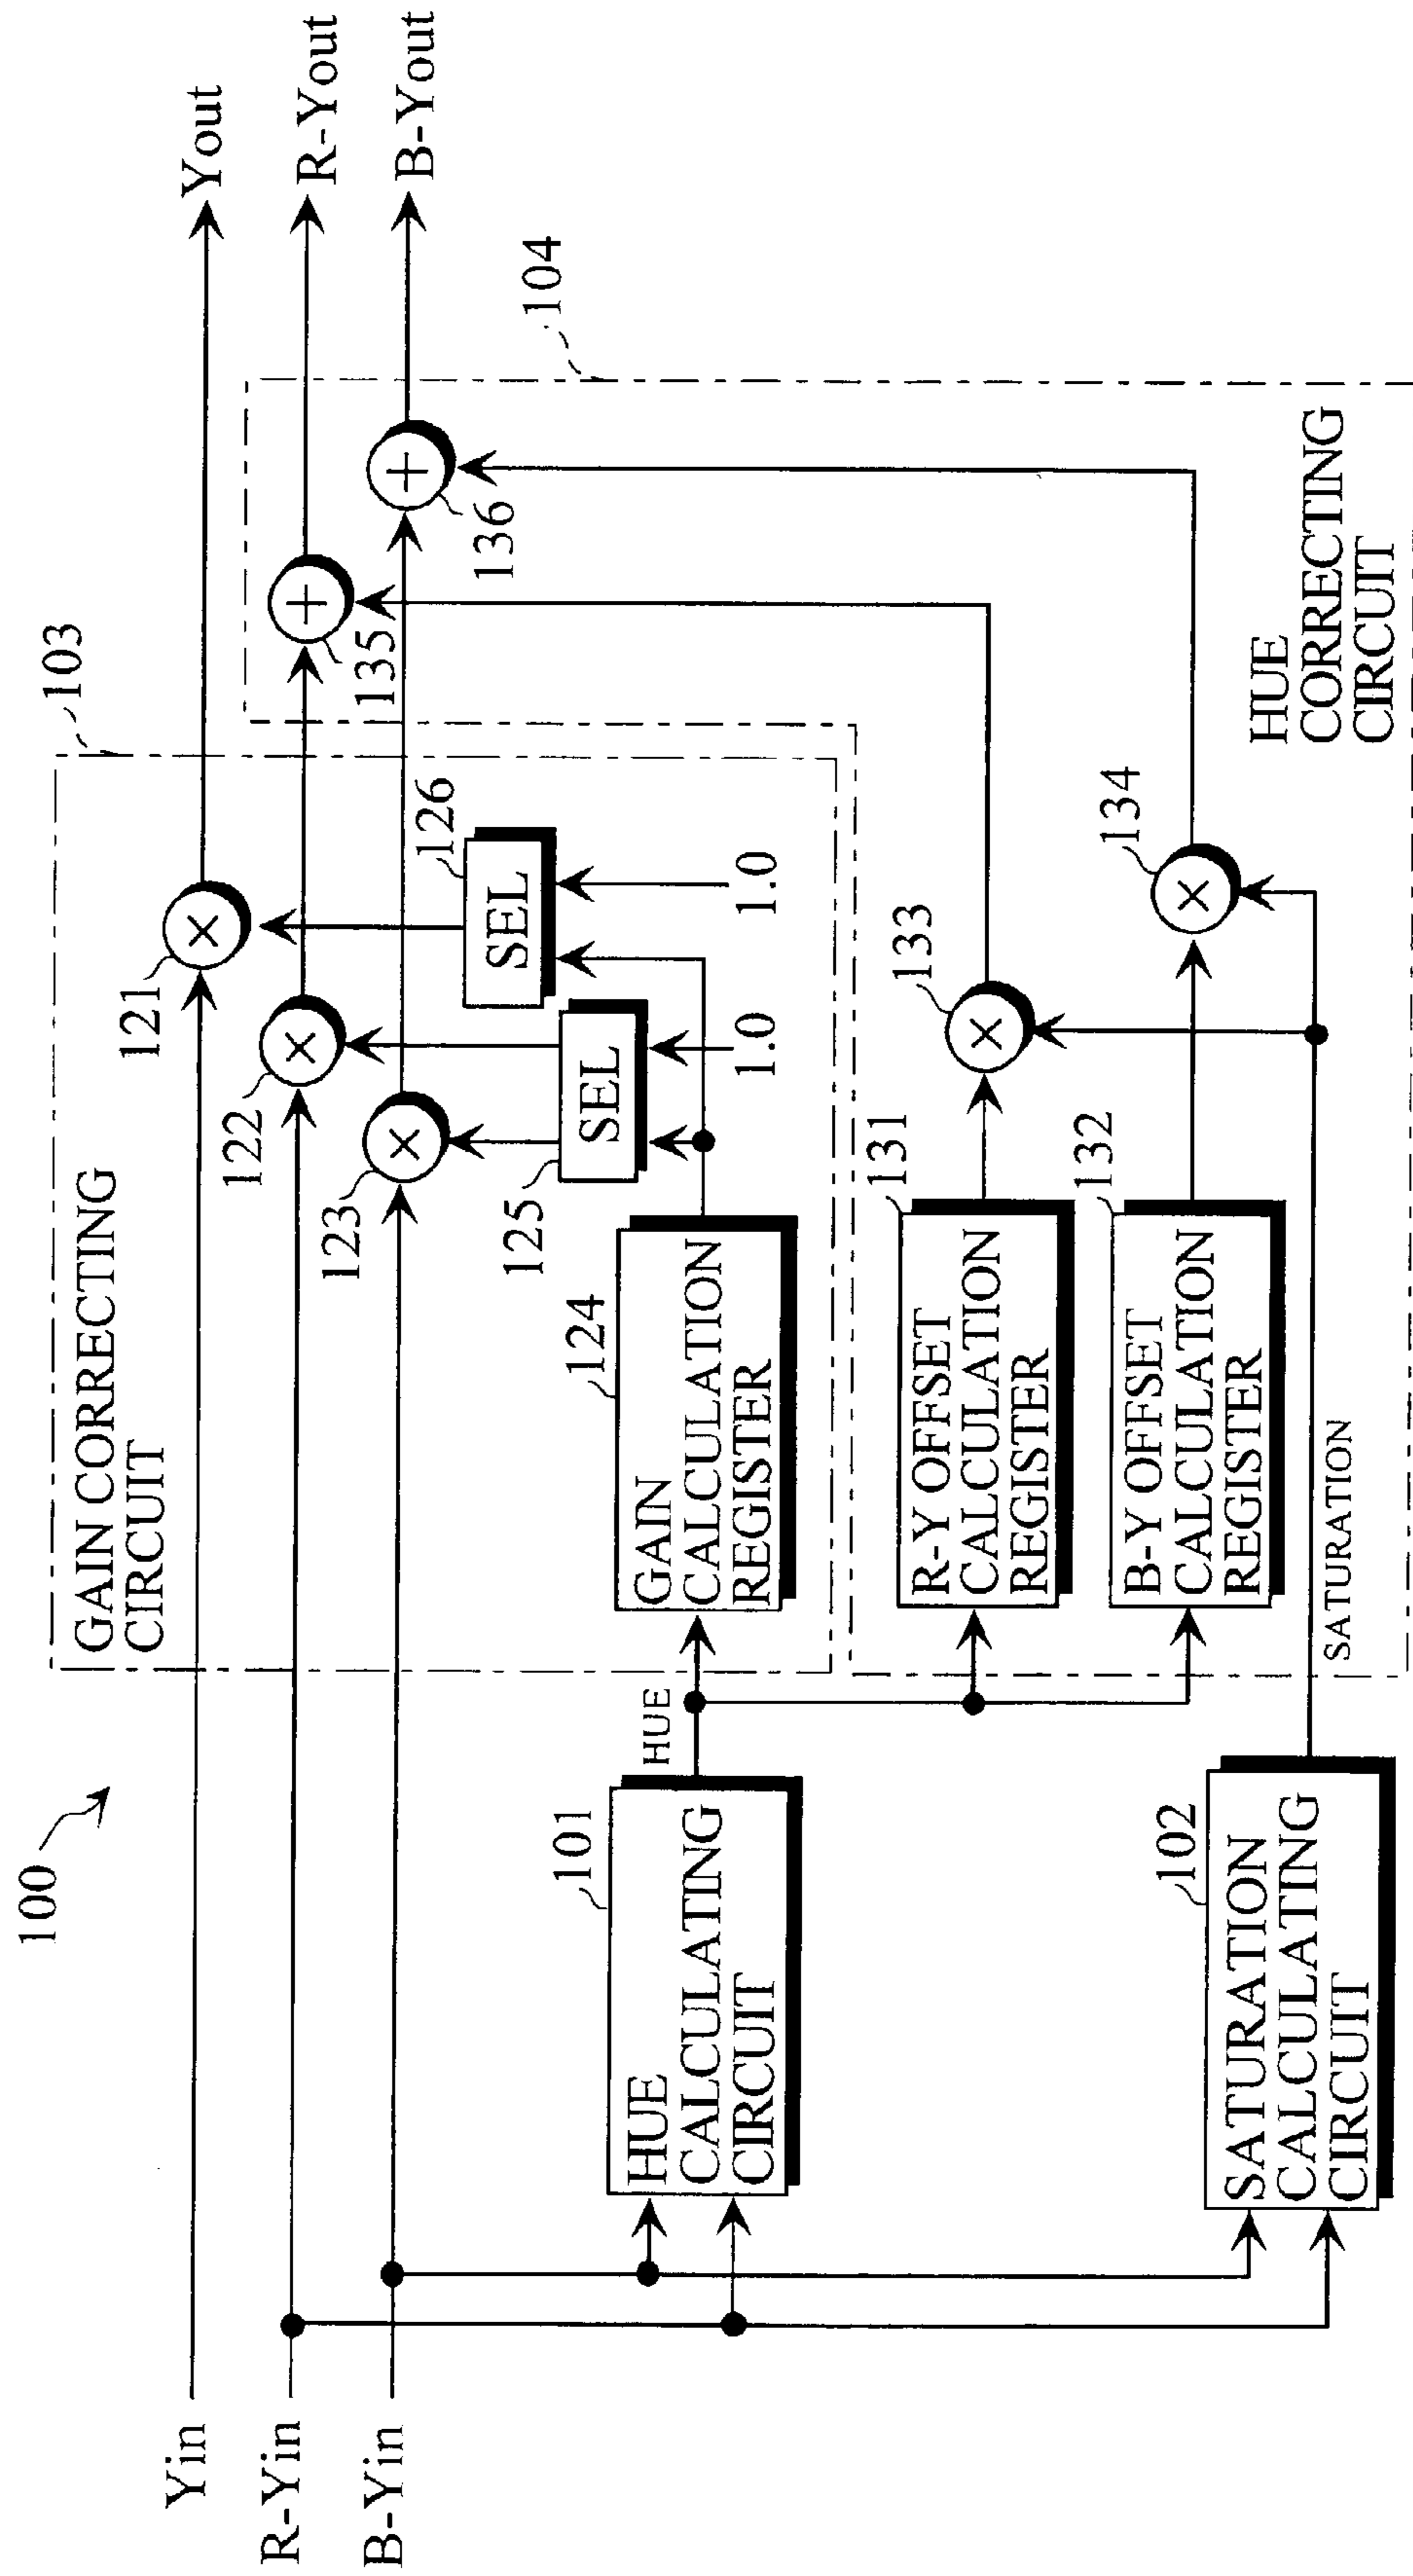 100
Yin
R-Yin
B-Yin
GAIN CORRECTING
CIRCUIT
103
121
122
123
×
×
×
125
SEL
126
SEL
1.0
1.0
124
GAIN
CALCULATION
REGISTER
Yout
R-Yout
B-Yout
104
+
135
+
136
101
HUE
CALCULATING
CIRCUIT
HUE
131
R-Y OFFSET
CALCULATION
REGISTER
132
B-Y OFFSET
CALCULATION
REGISTER
133
×
134
×
HUE
CORRECTING
CIRCUIT
102
SATURATION
CALCULATING
CIRCUIT
SATURATION